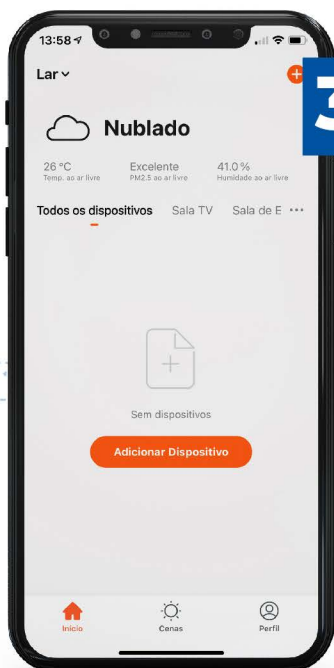 13:58
Lar
3
Nublado
26 °C Excelente 41.0 %
Temp. ao ar livre PM2.5 ao ar livre Humidade ao ar livre
Todos os dispositivos Sala TV Sala de E ...
Sem dispositivos
Adicionar Dispositivo
Início Cenas Perfil